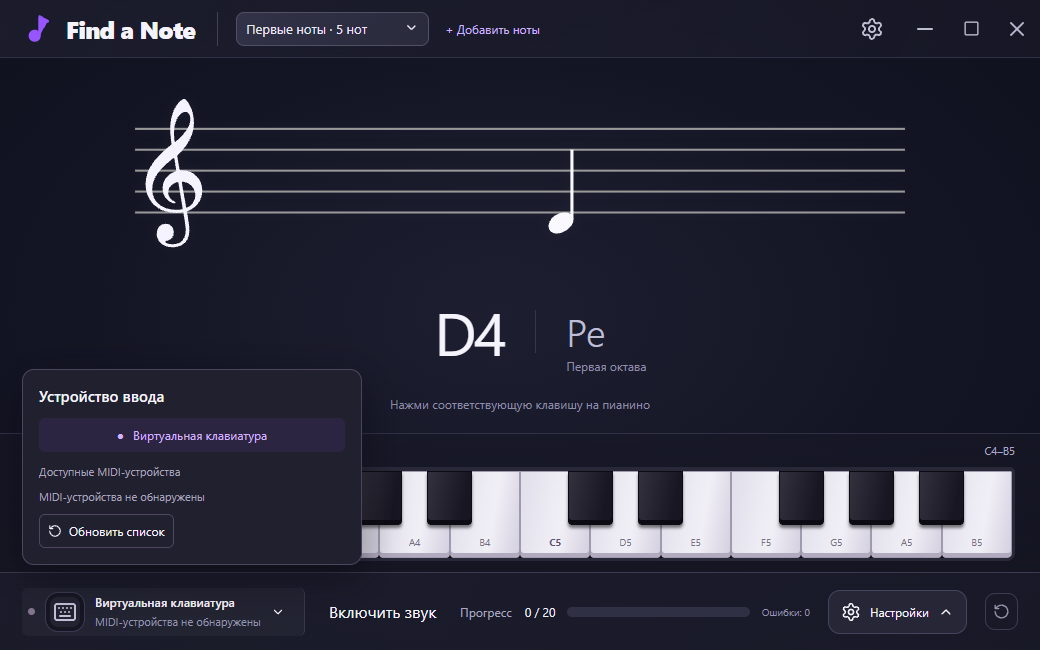 Find a Note
Первые ноты · 5 нот
+ Добавить ноты
D4
Ре
Первая октава
Нажми соответствующую клавишу на пианино
Устройство ввода
Виртуальная клавиатура
Доступные MIDI-устройства
MIDI-устройства не обнаружены
Обновить список
C4–B5
A4
B4
C5
D5
E5
F5
G5
A5
B5
Виртуальная клавиатура
MIDI-устройства не обнаружены
Включить звук
Прогресс 0 / 20
Ошибки: 0
Настройки